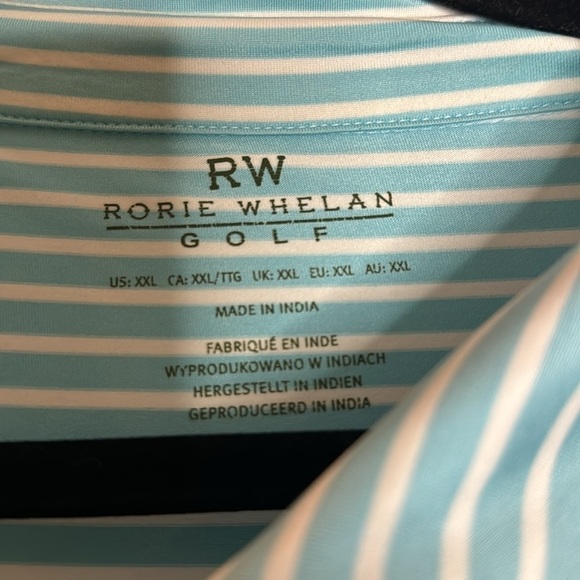 RW
RORIE WHELAN
GOLF
US: XXL CA: XXL/TTG UK: XXL EU: XXL AU: XXL
MADE IN INDIA
FABRIQUÉ EN INDE
WYPRODUKOWANO W INDIACH
HERGESTELLT IN INDIEN
GEPRODUCEERD IN INDIA